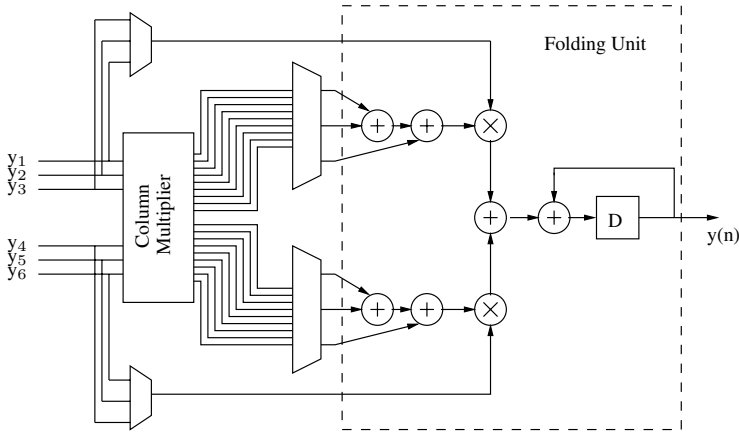 Folding Unit
y1
y2
y3
Column
Multiplier
y4
y5
y6
D
y(n)